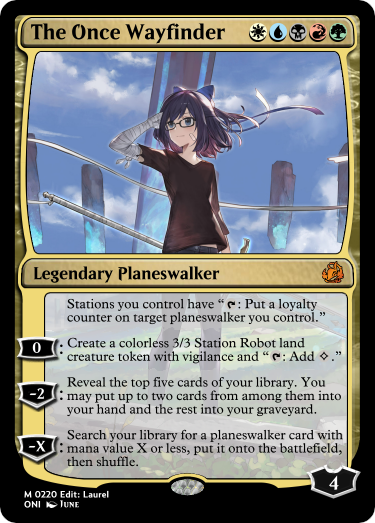 The Once Wayfinder
Legendary Planeswalker
Stations you control have “T: Put a loyalty
counter on target planeswalker you control.”
0: Create a colorless 3/3 Station Robot land
creature token with vigilance and “T: Add C.”
-2: Reveal the top five cards of your library. You
may put up to two cards from among them into
your hand and the rest into your graveyard.
-X: Search your library for a planeswalker card with
mana value X or less, put it onto the battlefield,
then shuffle.
4
M 0220 Edit: Laurel
ONI JUNE